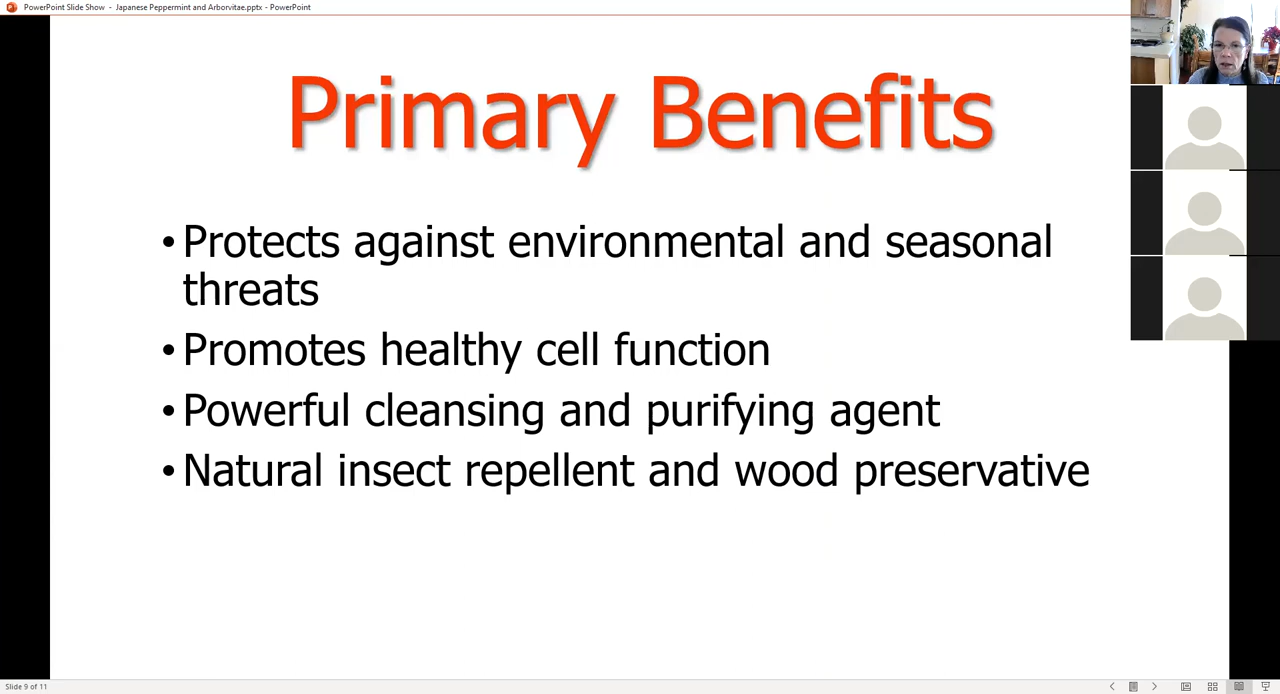 PowerPoint Slide Show - Japanese Peppermint and Arborvitae.pptx - PowerPoint
Primary Benefits
• Protects against environmental and seasonal
threats
• Promotes healthy cell function
• Powerful cleansing and purifying agent
• Natural insect repellent and wood preservative
Slide 9 of 11